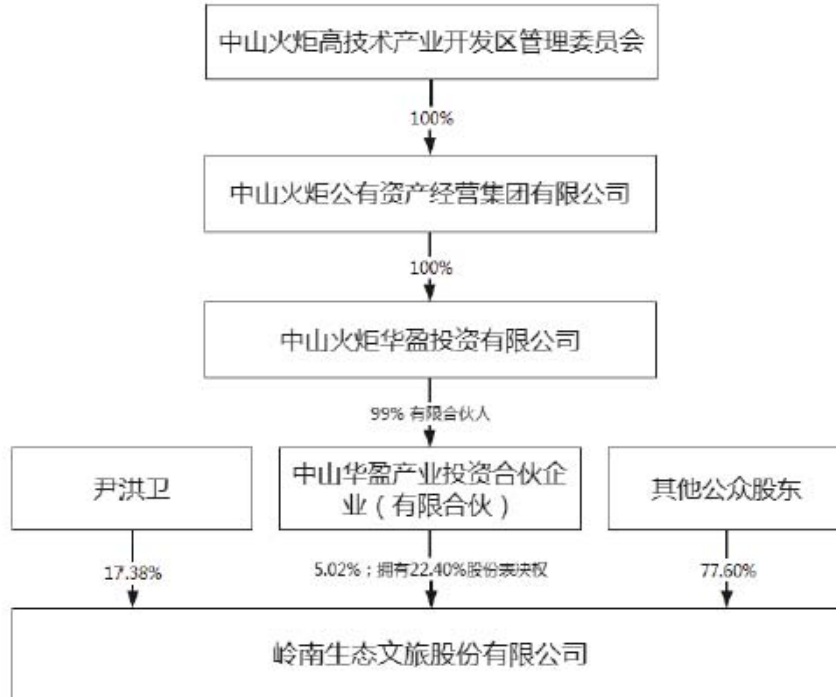 中山火炬高技术产业开发区管理委员会
100%
中山火炬公有资产经营集团有限公司
100%
中山火炬华盈投资有限公司
99% 有限合伙人
尹洪卫
中山华盈产业投资合伙企
业（有限合伙）
其他公众股东
17.38%
5.02%；拥有22.40%股份表决权
77.60%
岭南生态文旅股份有限公司